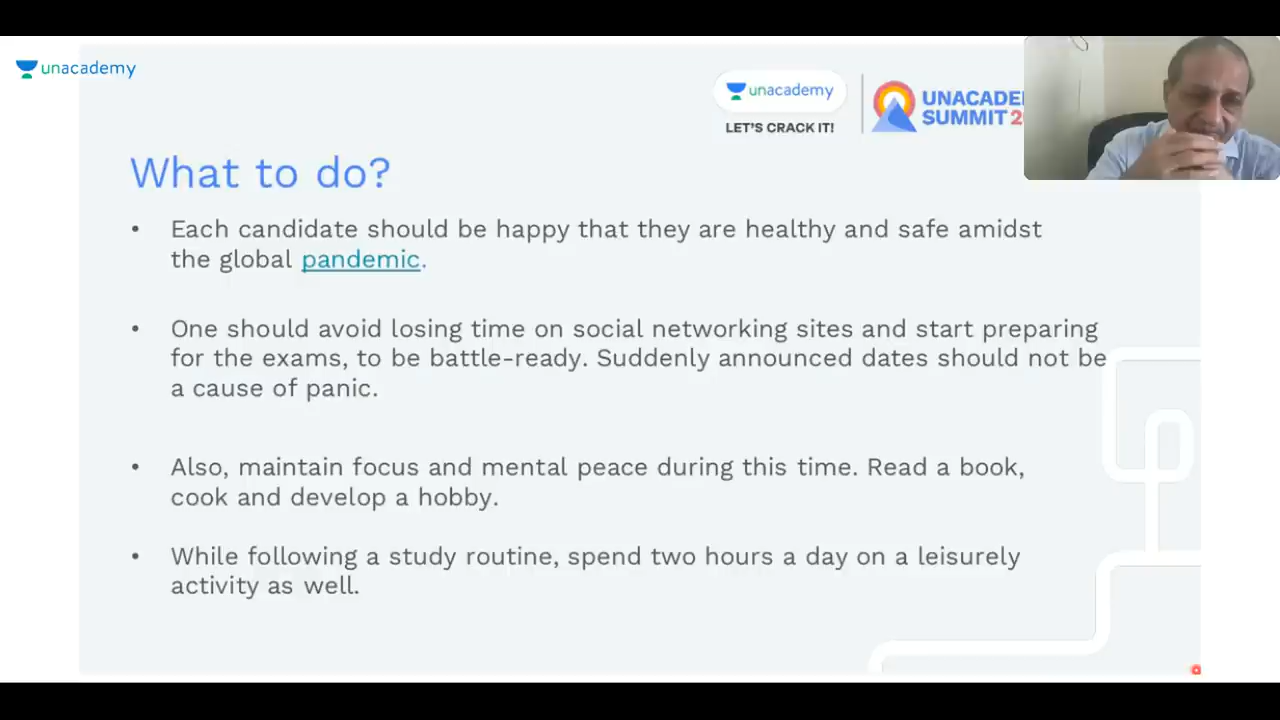 unacademy
unacademy
LET'S CRACK IT!
UNACADE
SUMMIT 2
What to do?
• Each candidate should be happy that they are healthy and safe amidst
the global pandemic.
• One should avoid losing time on social networking sites and start preparing
for the exams, to be battle-ready. Suddenly announced dates should not be
a cause of panic.
• Also, maintain focus and mental peace during this time. Read a book,
cook and develop a hobby.
• While following a study routine, spend two hours a day on a leisurely
activity as well.